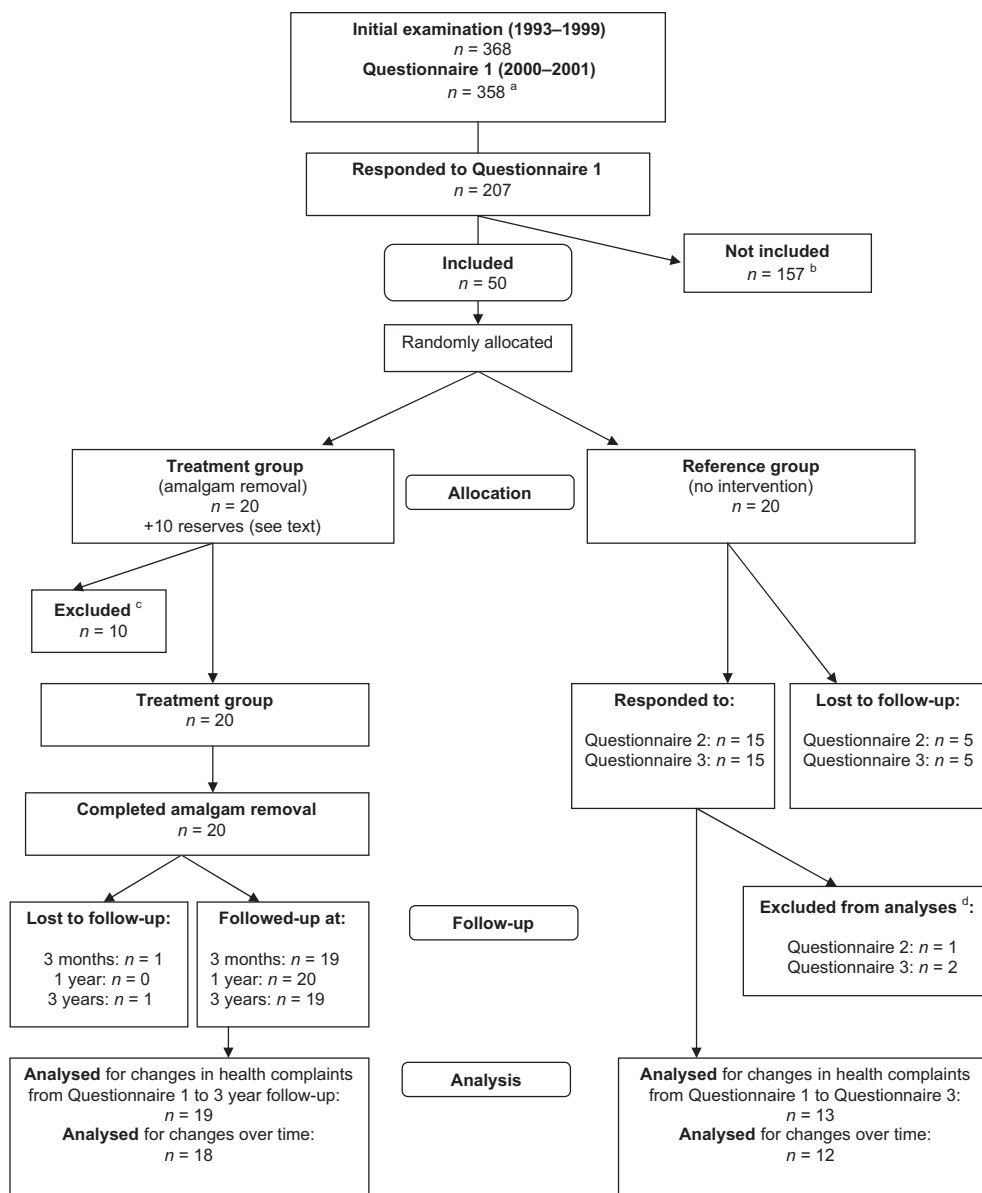 Initial examination (1993–1999)
n = 368
Questionnaire 1 (2000–2001)
n = 358 a
Responded to Questionnaire 1
n = 207
Included
n = 50
Not included
n = 157 b
Randomly allocated
Treatment group
(amalgam removal)
n = 20
+10 reserves (see text)
Allocation
Reference group
(no intervention)
n = 20
Excluded c
n = 10
Treatment group
n = 20
Responded to:
Questionnaire 2: n = 15
Questionnaire 3: n = 15
Lost to follow-up:
Questionnaire 2: n = 5
Questionnaire 3: n = 5
Completed amalgam removal
n = 20
Lost to follow-up:
3 months: n = 1
1 year: n = 0
3 years: n = 1
Followed-up at:
3 months: n = 19
1 year: n = 20
3 years: n = 19
Follow-up
Excluded from analyses d:
Questionnaire 2: n = 1
Questionnaire 3: n = 2
Analysed for changes in health complaints
from Questionnaire 1 to 3 year follow-up:
n = 19
Analysed for changes over time:
n = 18
Analysis
Analysed for changes in health complaints
from Questionnaire 1 to Questionnaire 3:
n = 13
Analysed for changes over time:
n = 12